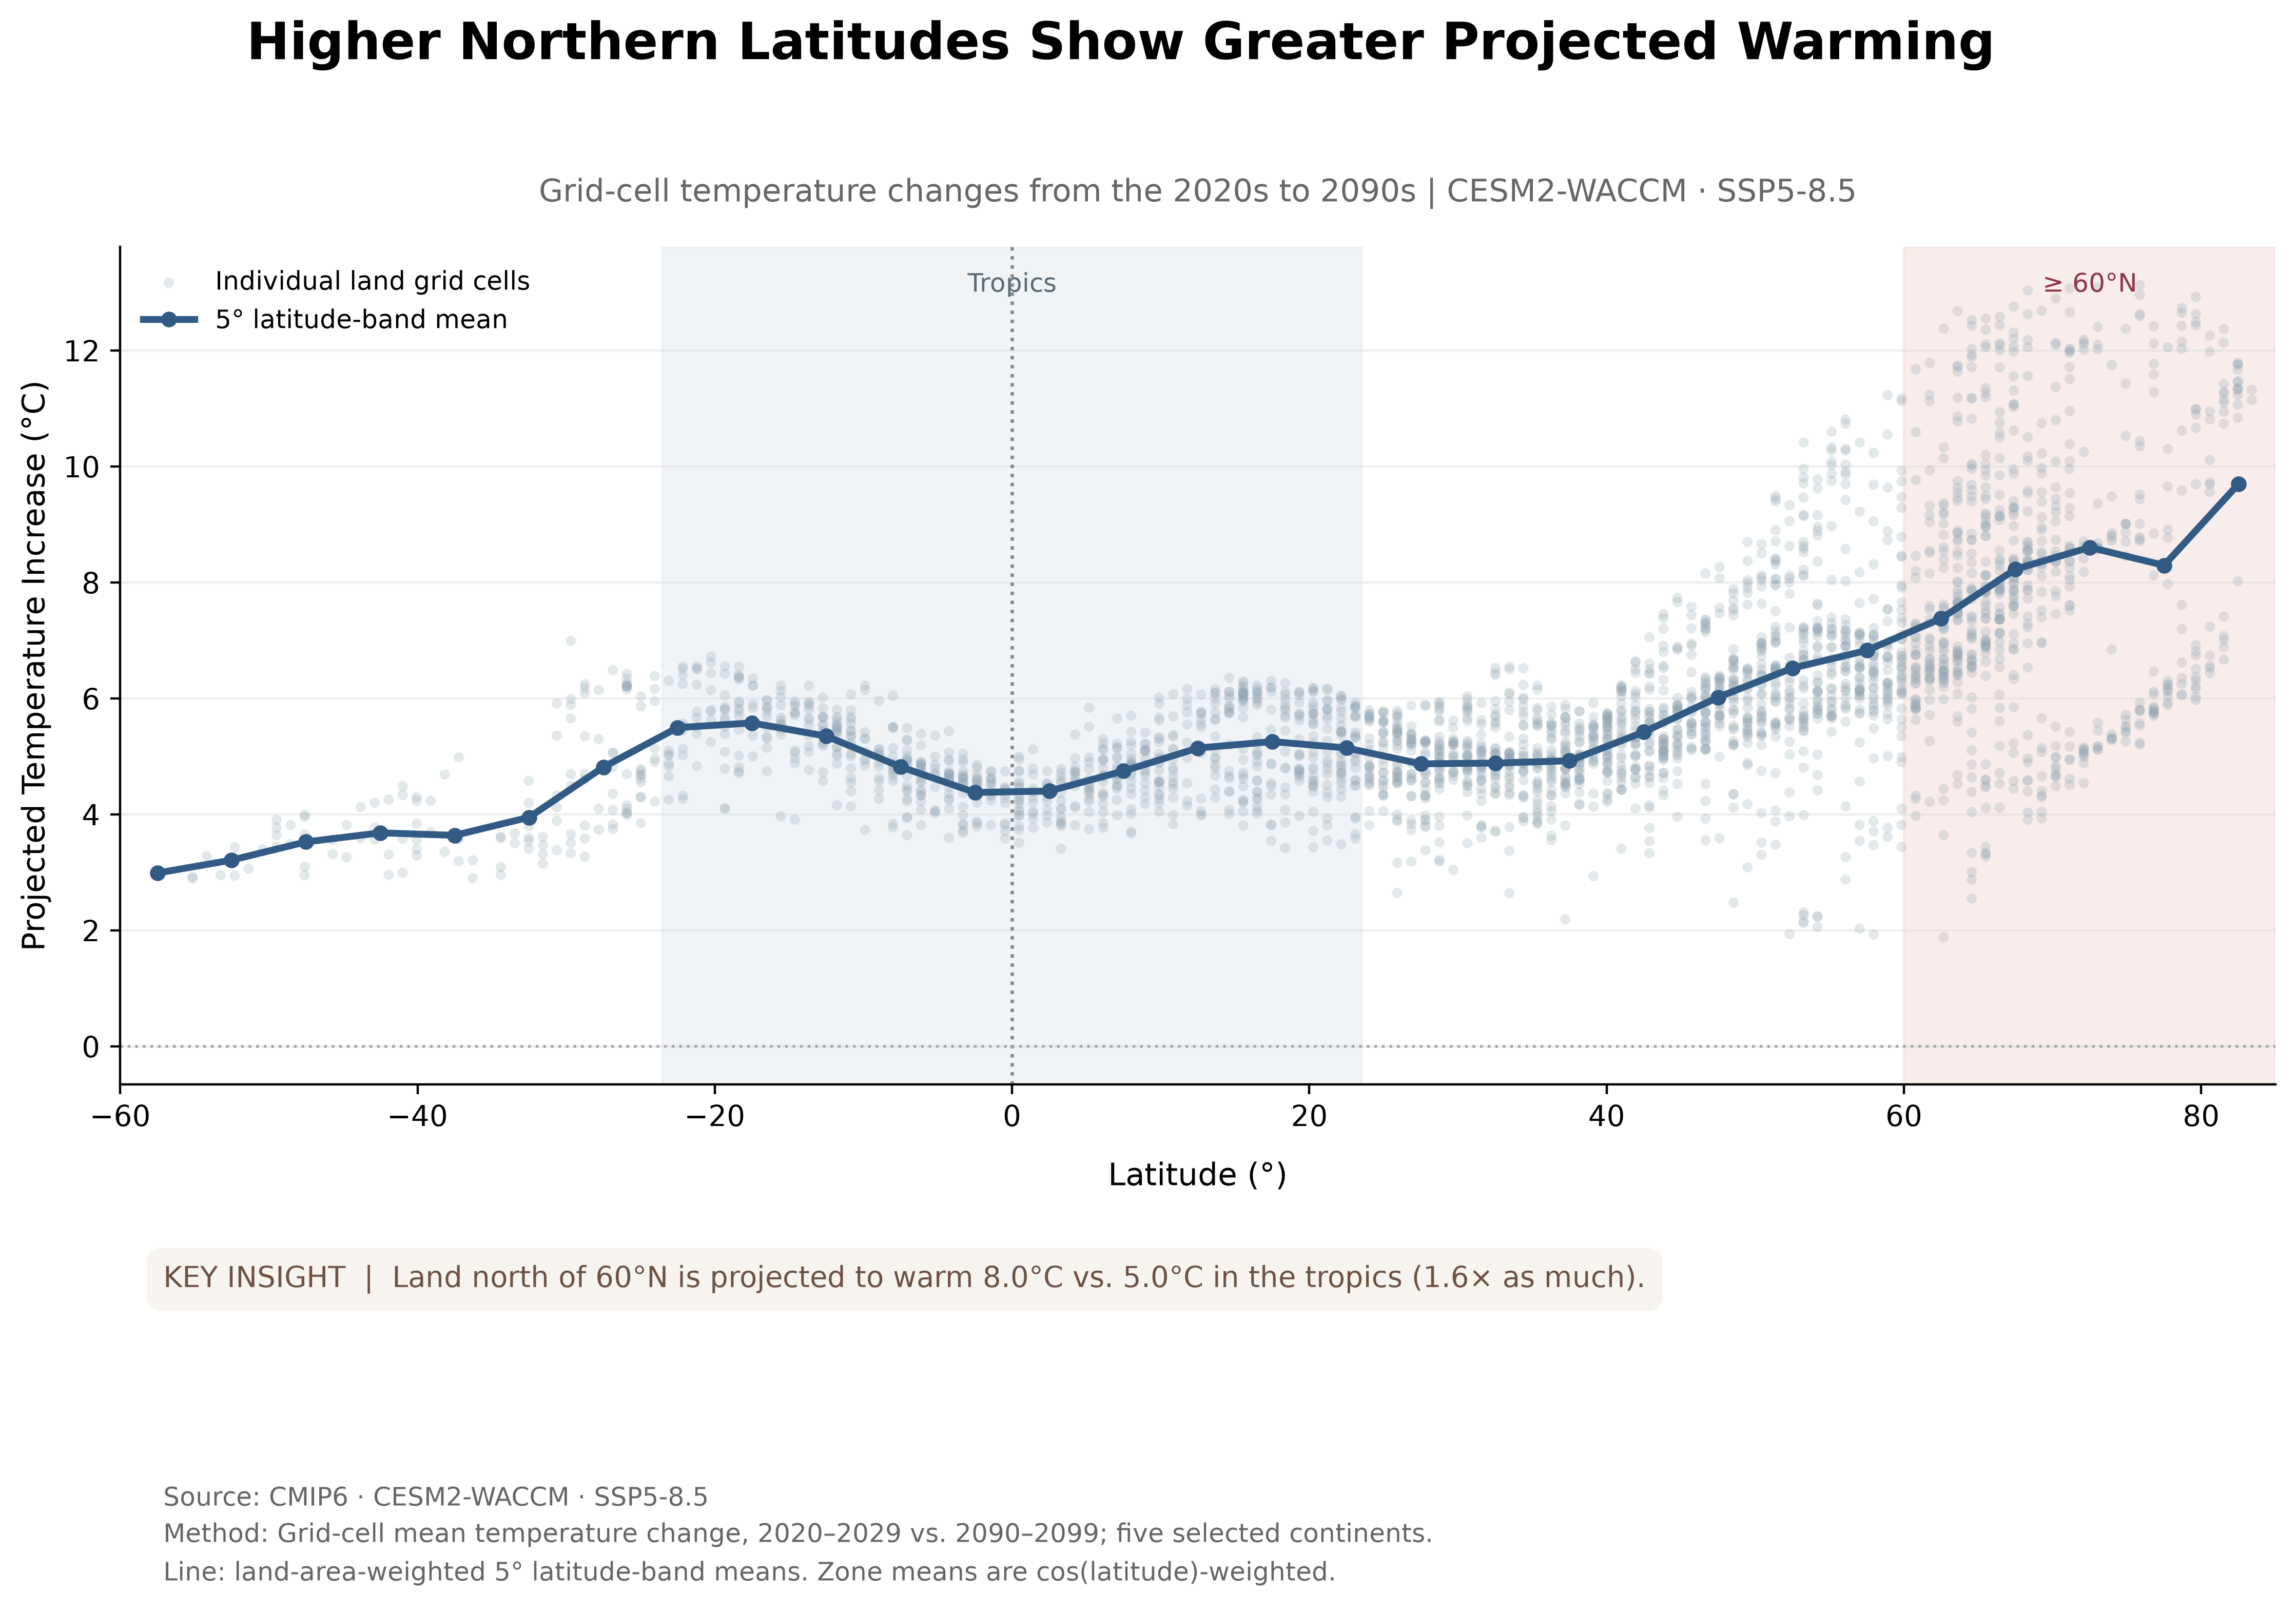 Higher Northern Latitudes Show Greater Projected Warming
Grid-cell temperature changes from the 2020s to 2090s | CESM2-WACCM · SSP5-8.5
Individual land grid cells
5° latitude-band mean
Tropics
≥ 60°N
Projected Temperature Increase (°C)
12
10
8
6
4
2
0
−60
−40
−20
0
20
40
60
80
Latitude (°)
KEY INSIGHT | Land north of 60°N is projected to warm 8.0°C vs. 5.0°C in the tropics (1.6× as much).
Source: CMIP6 · CESM2-WACCM · SSP5-8.5
Method: Grid-cell mean temperature change, 2020–2029 vs. 2090–2099; five selected continents.
Line: land-area-weighted 5° latitude-band means. Zone means are cos(latitude)-weighted.